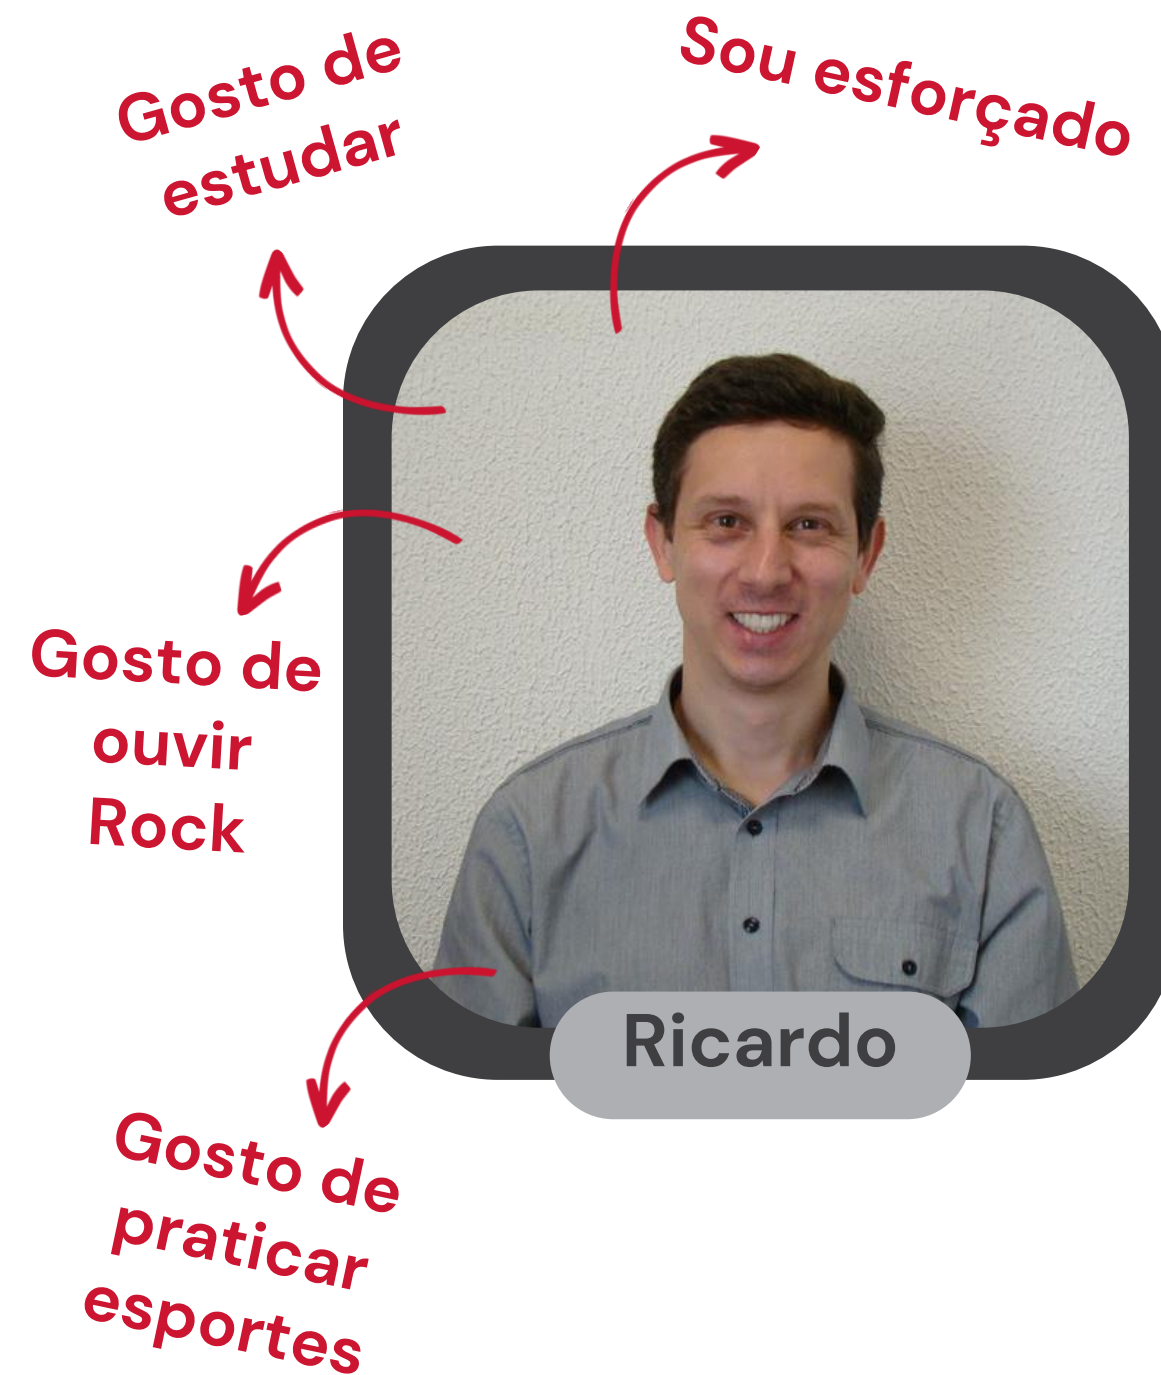 Gosto de
estudar
Sou esforçado
Gosto de
ouvir
Rock
Ricardo
Gosto de
praticar
esportes